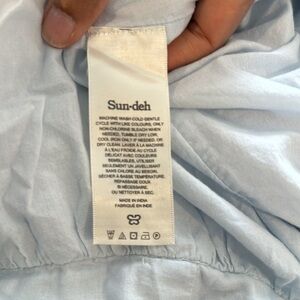 Sun-deh
MACHINE WASH COLD GENTLE
CYCLE WITH LIKE COLOURS, ONLY
NON-CHLORINE BLEACH WHEN
NEEDED, TUMBLE DRY LOW.
COOL IRON ONLY IF NEEDED. OR
DRY CLEAN. LAVER À LA MACHINE
À L'EAU FROIDE AU CYCLE
DÉLICAT AVEC COULEURS
SEMBLABLES, UTILISER
SEULEMENT UN JAVELLISANT
SANS CHLORE AU BESOIN.
SÉCHER À BASSE TEMPÉRATURE.
REPASSAGE DOUX
SI NÉCESSAIRE.
OU NETTOYER À SEC.
MADE IN INDIA
FABRIQUÉ EN INDE